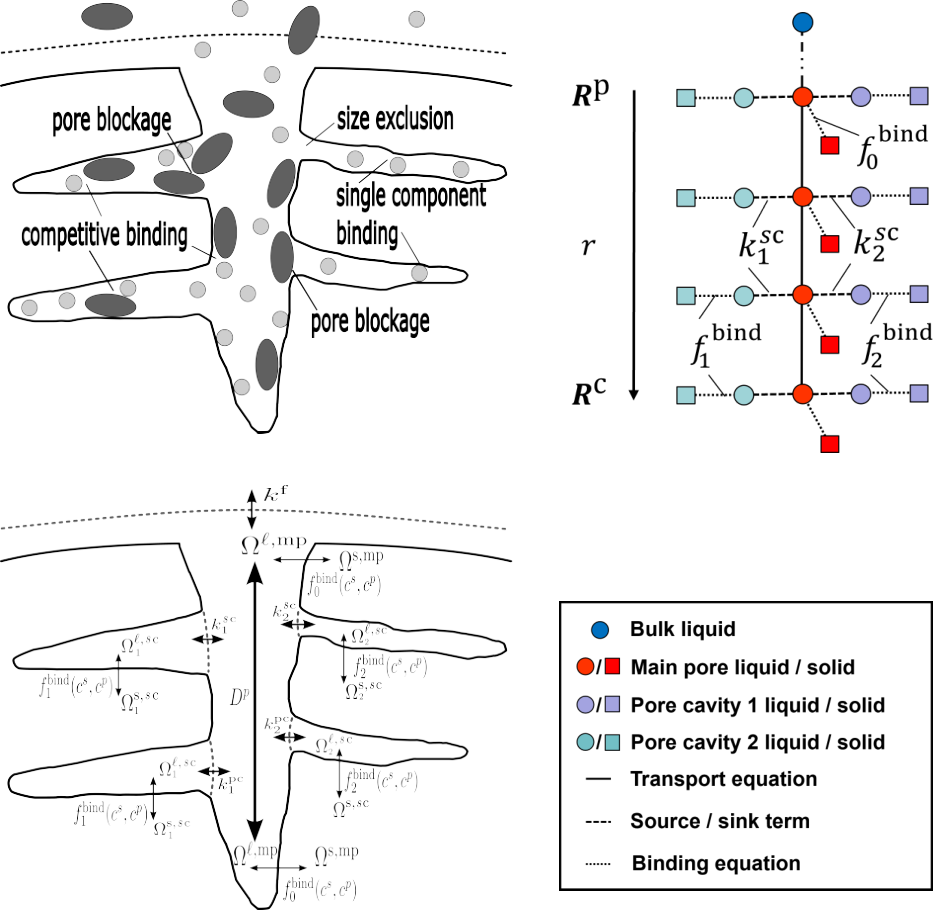 pore blockage
size exclusion
single component
binding
competitive binding
pore blockage
R^p
f_0^bind
k_1^sc
k_2^sc
r
f_1^bind
f_2^bind
R^c
k^f
Ω^ℓ,mp
Ω^s,mp
f_0^bind(c^s, c^p)
k_1^sc
k_2^sc
Ω_1^ℓ,sc
Ω_2^ℓ,sc
f_1^bind(c^s, c^p)
f_2^bind(c^s, c^p)
Ω_1^s,sc
Ω_2^s,sc
D^p
k_2^pc
Ω_1^ℓ,sc
Ω_2^ℓ,sc
k_1^pc
f_1^bind(c^s, c^p)
f_2^bind(c^s, c^p)
Ω_1^s,sc
Ω^s,sc
Ω^ℓ,mp
Ω^s,mp
f_0^bind(c^s, c^p)
Bulk liquid
/ Main pore liquid / solid
/ Pore cavity 1 liquid / solid
/ Pore cavity 2 liquid / solid
Transport equation
Source / sink term
Binding equation